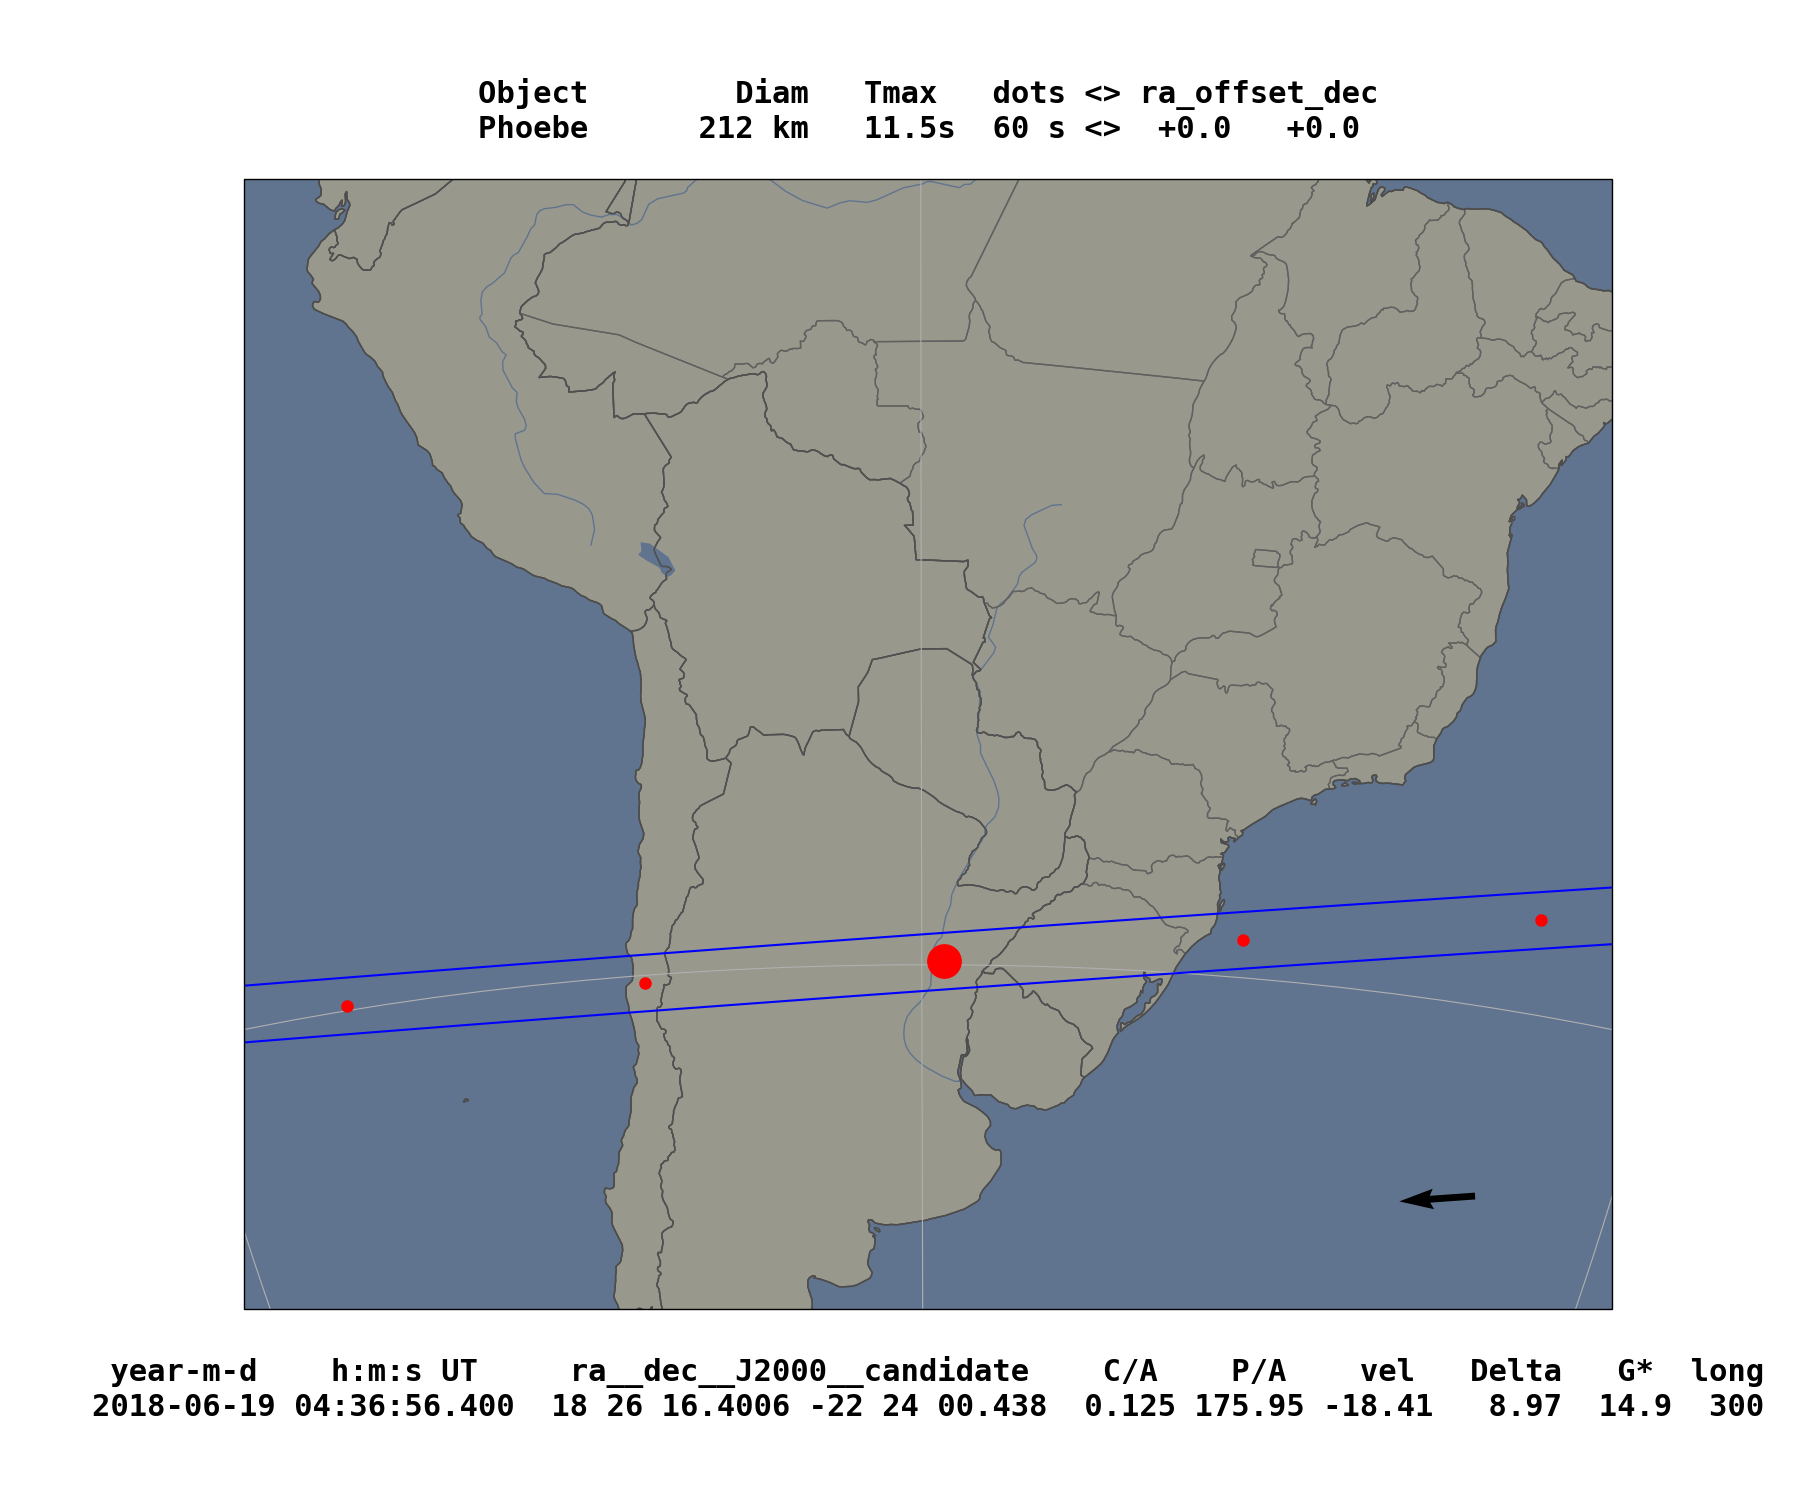 Object Diam Tmax dots <> ra_offset_dec
Phoebe 212 km 11.5s 60 s <> +0.0 +0.0
year-m-d h:m:s UT ra__dec__J2000__candidate C/A P/A vel Delta G* long
2018-06-19 04:36:56.400 18 26 16.4006 -22 24 00.438 0.125 175.95 -18.41 8.97 14.9 300